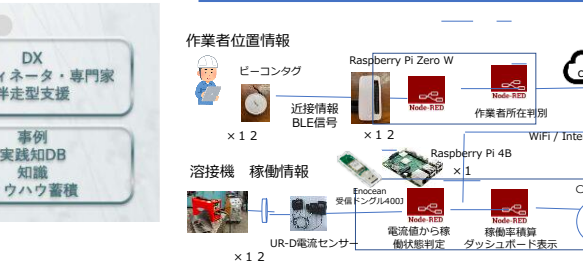 DX
ィネータ・専門家
半走型支援
事例
実践知DB
知識
ウハウ蓄積
作業者位置情報
ビーコンタグ
近接情報
BLE信号
×12
Raspberry Pi Zero W
×12
Node-RED
Node-RED
作業者所在判別
WiFi / Inte
溶接機 稼働情報
×12
UR-D電流センサー
Enocean
受信ドングル400J
Raspberry Pi 4B
×1
Node-RED
電流値から稼
働状態判定
Node-RED
稼働率積算
ダッシュボード表示